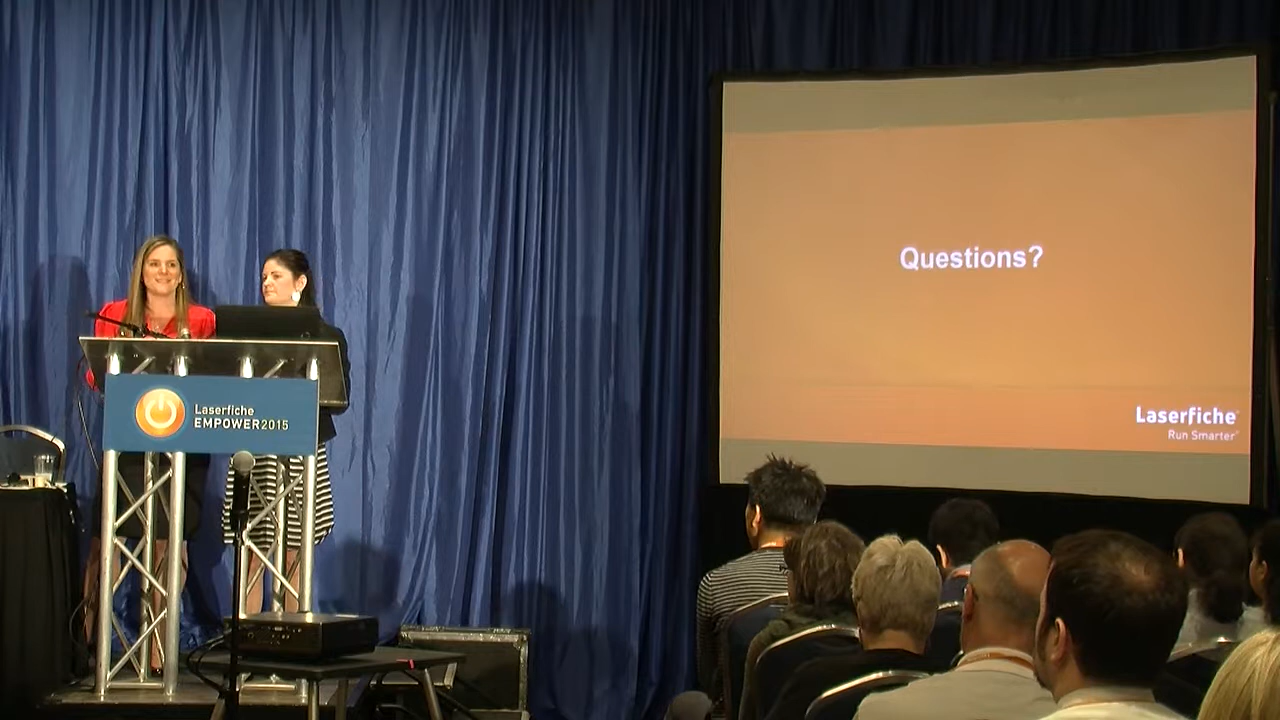 Laserfiche
EMPOWER2015
Questions?
Laserfiche
Run Smarter